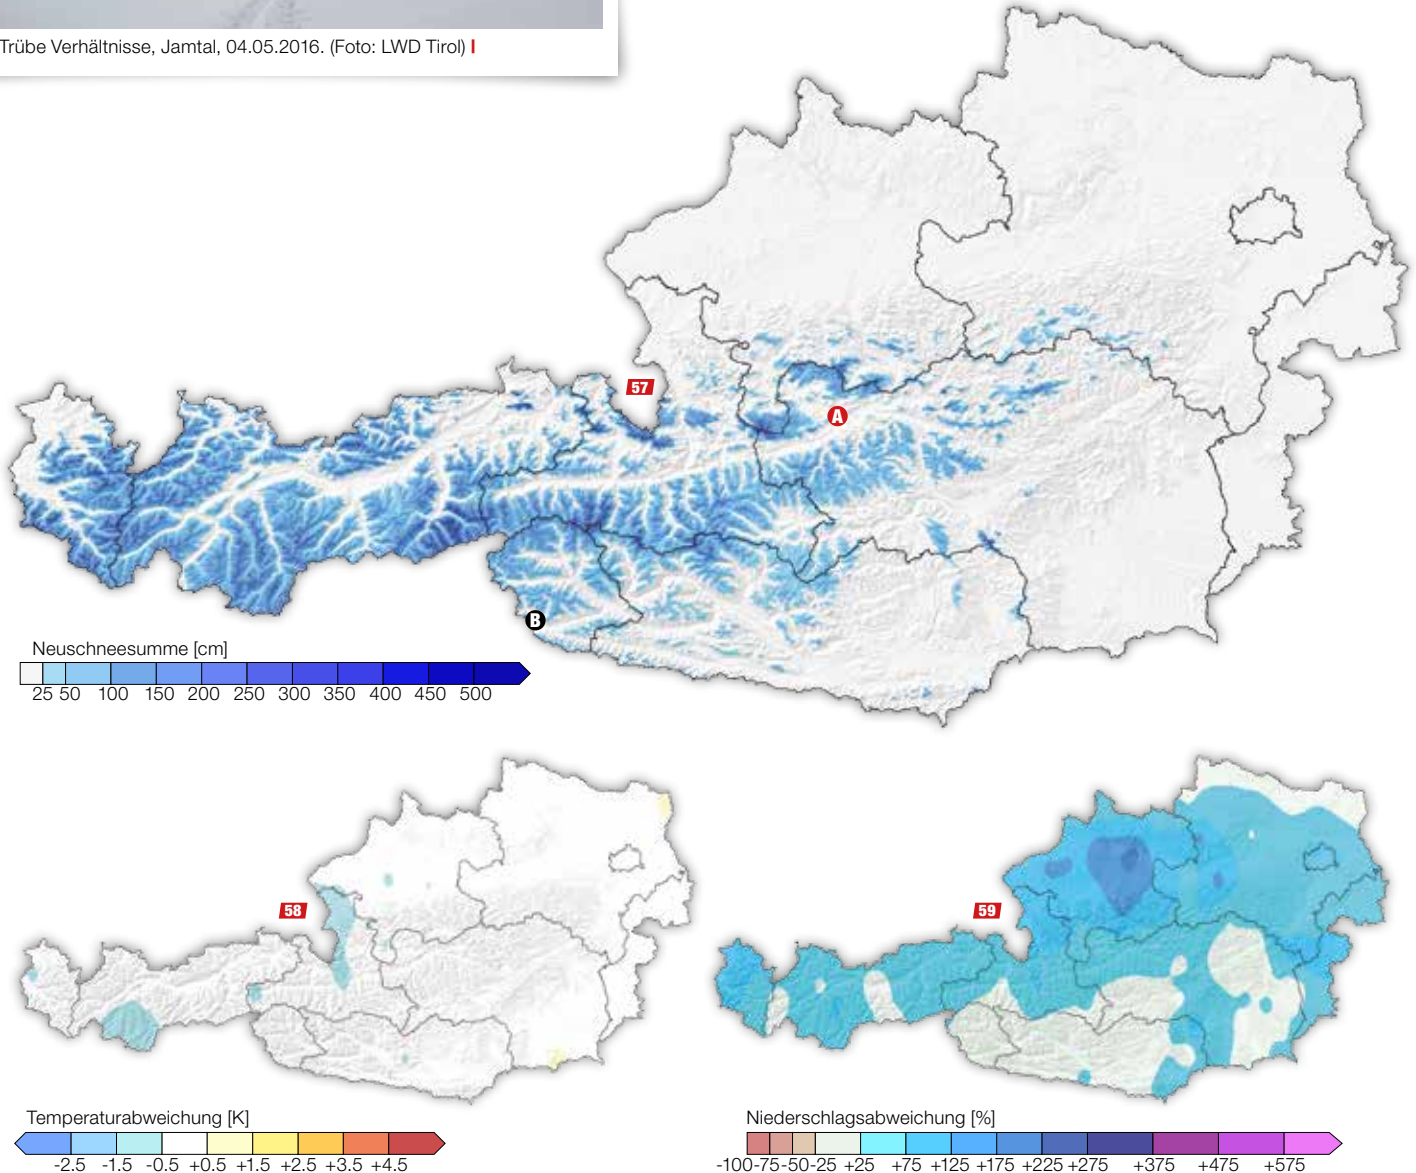 Trübe Verhältnisse, Jamtal, 04.05.2016. (Foto: LWD Tirol) I
57
A
B
Neuschneesumme [cm]
25 50 100 150 200 250 300 350 400 450 500
58
59
Temperaturabweichung [K]
-2.5 -1.5 -0.5 +0.5 +1.5 +2.5 +3.5 +4.5
Niederschlagsabweichung [%]
-100 -75 -50 -25 +25 +75 +125 +175 +225 +275 +375 +475 +575